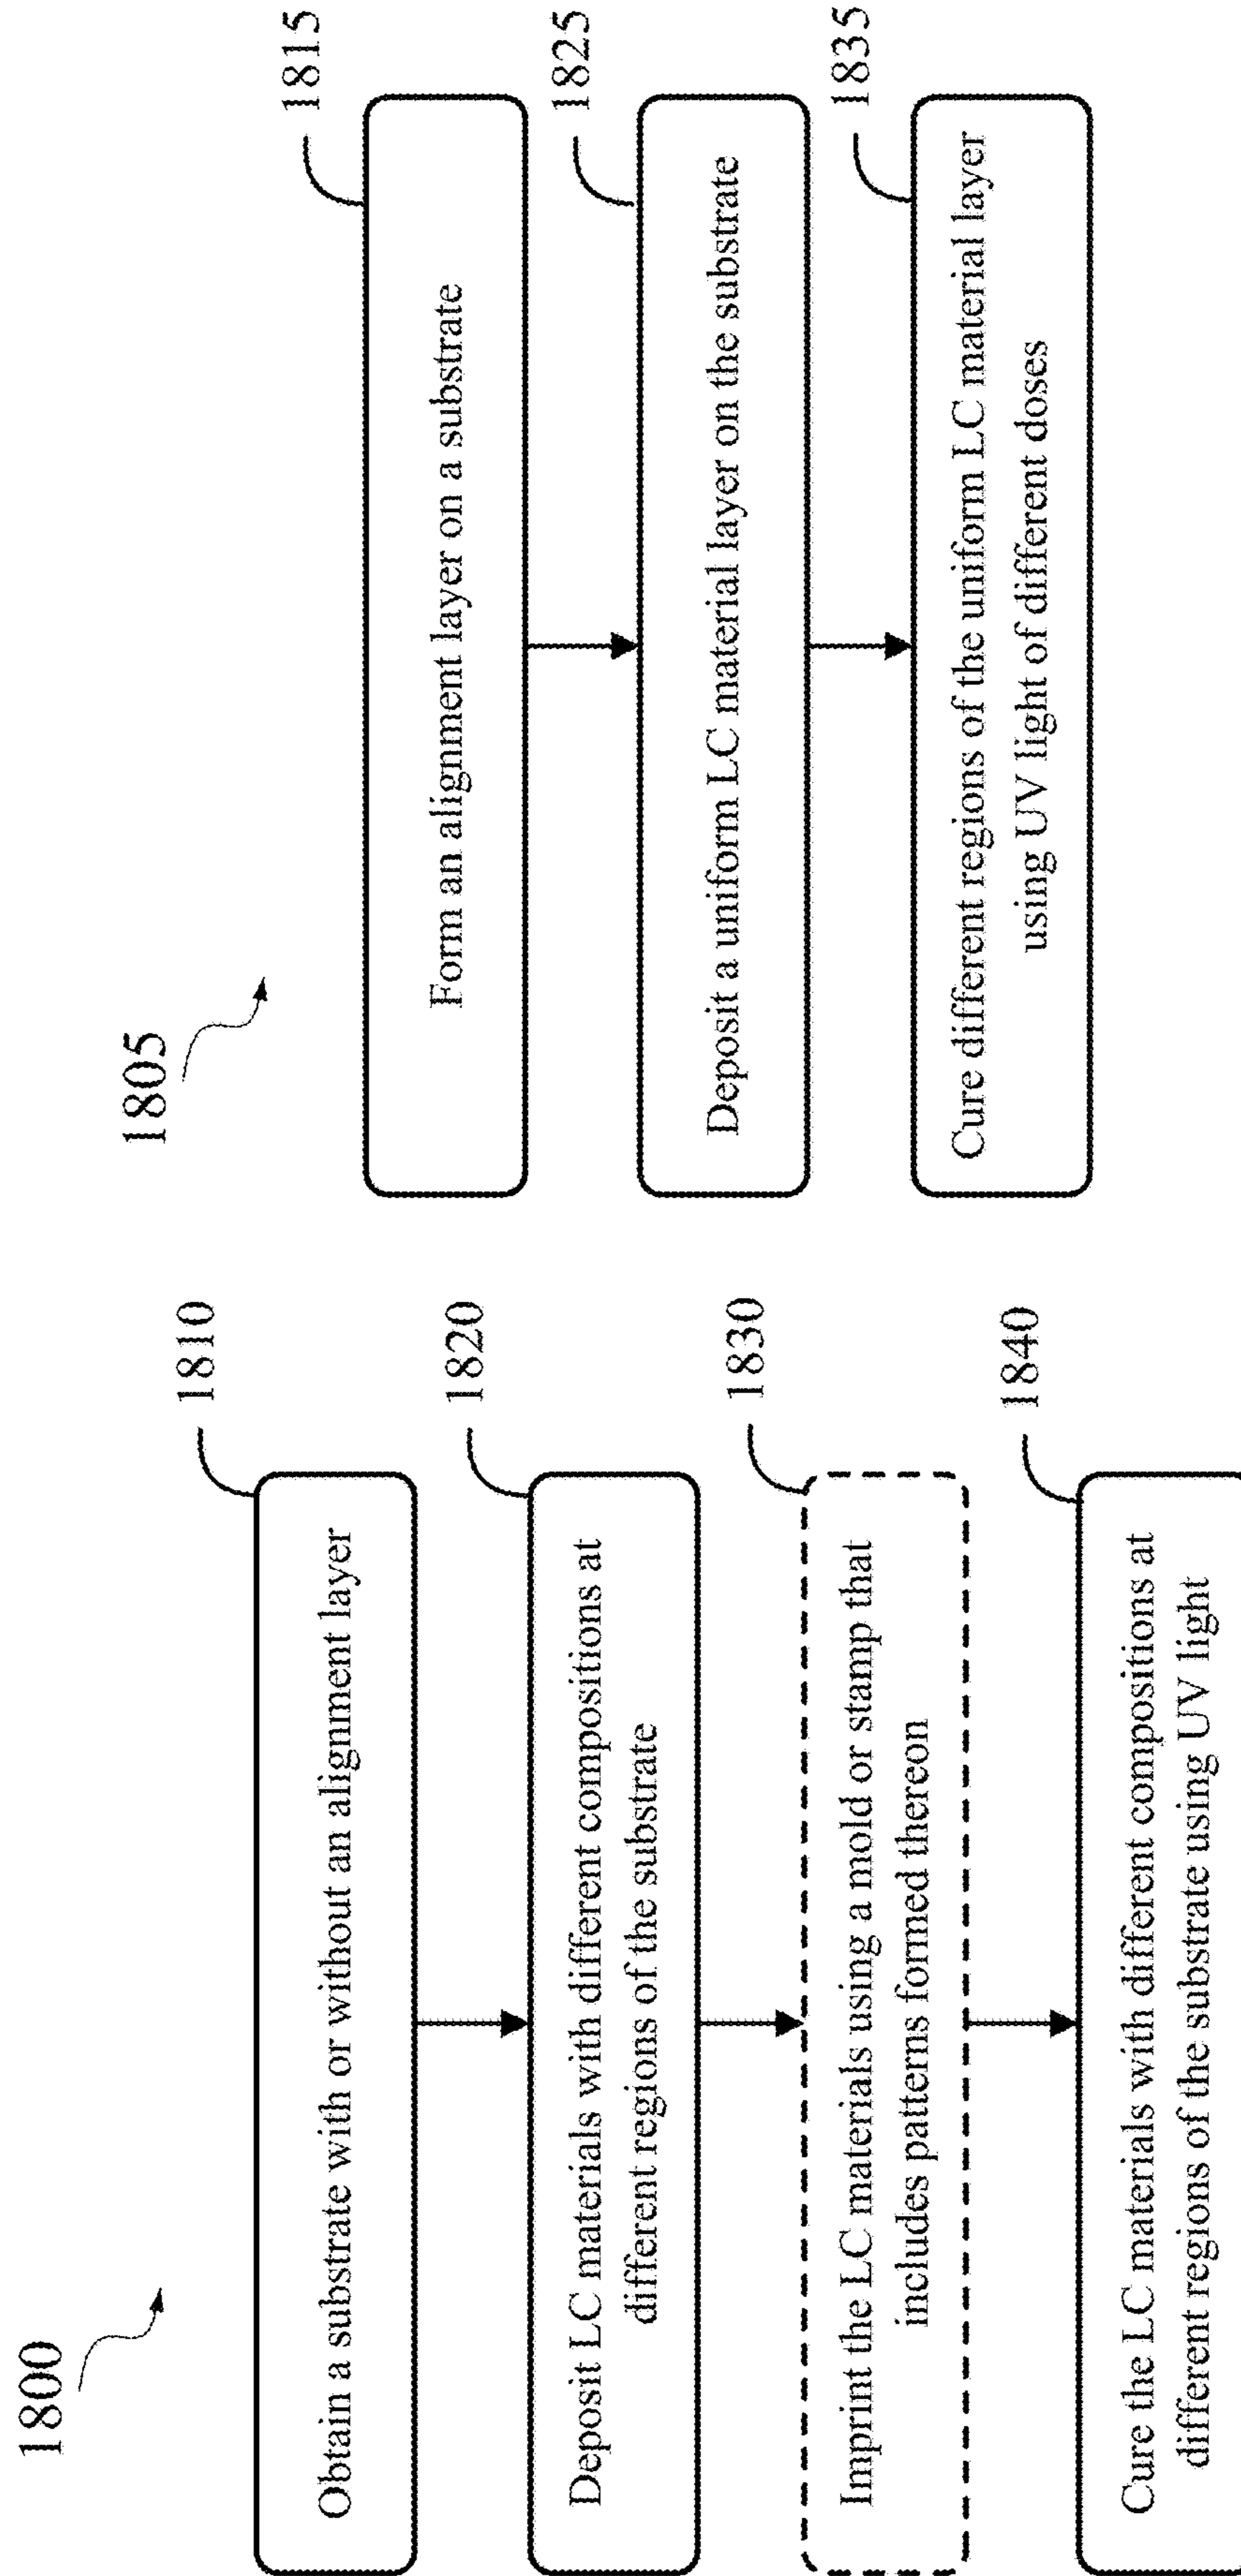 1800
1810
Obtain a substrate with or without an alignment layer
1820
Deposit LC materials with different compositions at
different regions of the substrate
1830
Imprint the LC materials using a mold or stamp that
includes patterns formed thereon
1840
Cure the LC materials with different compositions at
different regions of the substrate using UV light
1805
1815
Form an alignment layer on a substrate
1825
Deposit a uniform LC material layer on the substrate
1835
Cure different regions of the uniform LC material layer
using UV light of different doses